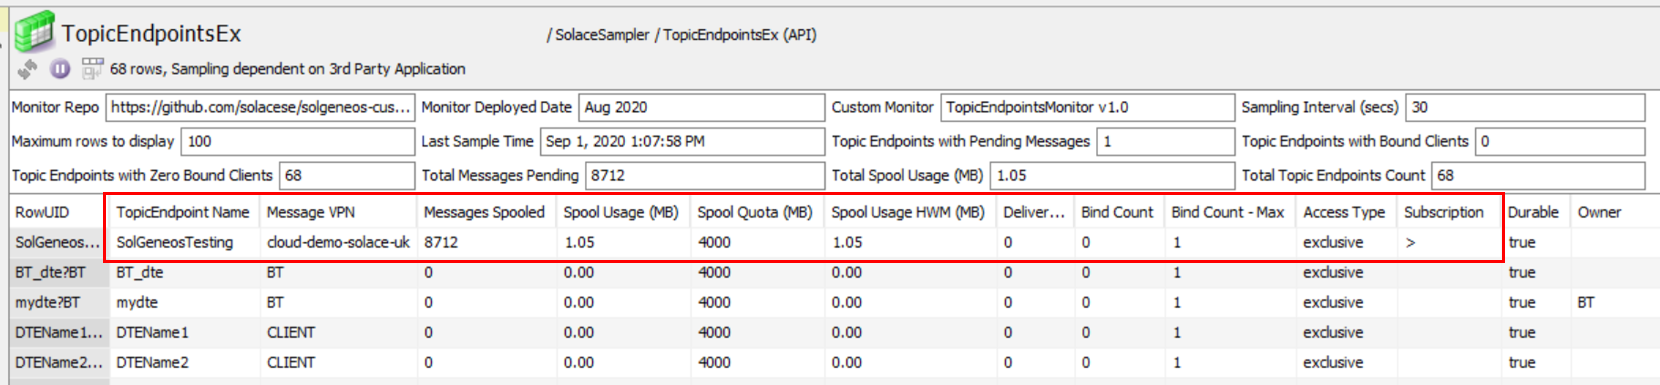 TopicEndpointsEx
/ SolaceSampler / TopicEndpointsEx (API)
68 rows, Sampling dependent on 3rd Party Application
Monitor Repo https://github.com/solacese/solgeneos-cus... Monitor Deployed Date Aug 2020 Custom Monitor TopicEndpointsMonitor v1.0 Sampling Interval (secs) 30
Maximum rows to display 100 Last Sample Time Sep 1, 2020 1:07:58 PM Topic Endpoints with Pending Messages 1 Topic Endpoints with Bound Clients 0
Topic Endpoints with Zero Bound Clients 68 Total Messages Pending 8712 Total Spool Usage (MB) 1.05 Total Topic Endpoints Count 68
RowUID TopicEndpoint Name Message VPN Messages Spooled Spool Usage (MB) Spool Quota (MB) Spool Usage HWM (MB) Deliver... Bind Count Bind Count - Max Access Type Subscription Durable Owner
SolGeneos... SolGeneosTesting cloud-demo-solace-uk 8712 1.05 4000 1.05 0 0 1 exclusive > true
BT_dte?BT BT_dte BT 0 0.00 4000 0.00 0 0 1 exclusive true
mydte?BT mydte BT 0 0.00 4000 0.00 0 0 1 exclusive true BT
DTEName1... DTEName1 CLIENT 0 0.00 4000 0.00 0 0 1 exclusive true
DTEName2... DTEName2 CLIENT 0 0.00 4000 0.00 0 0 1 exclusive true